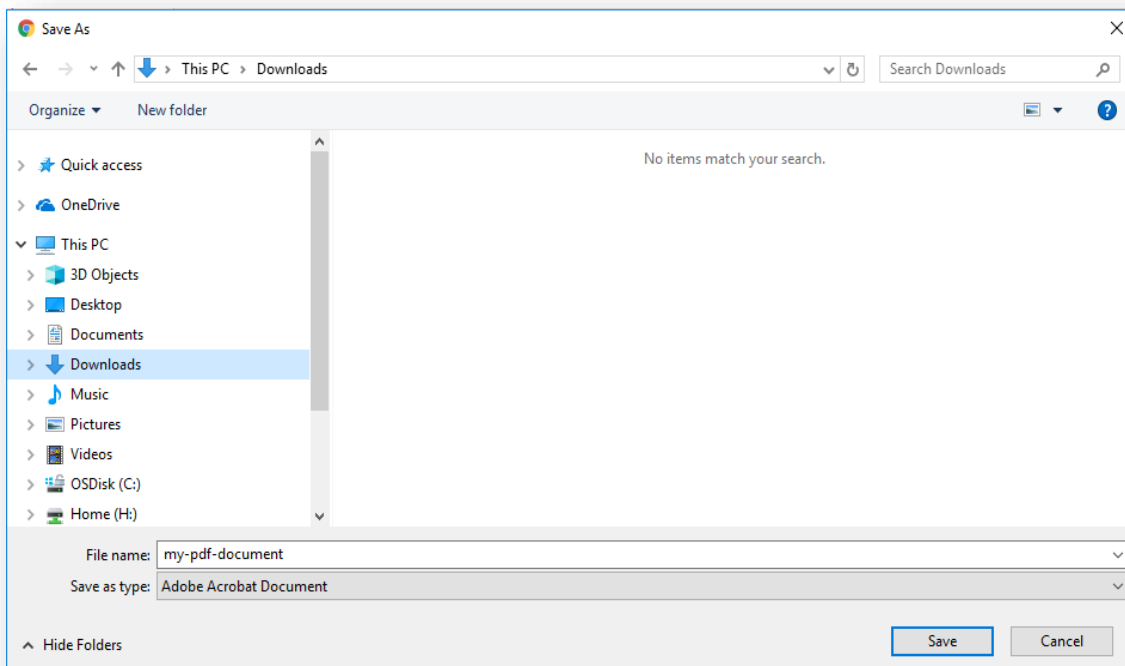 Save As
This PC > Downloads
Search Downloads
Organize
New folder
No items match your search.
Quick access
OneDrive
This PC
3D Objects
Desktop
Documents
Downloads
Music
Pictures
Videos
OSDisk (C:)
Home (H:)
File name: my-pdf-document
Save as type: Adobe Acrobat Document
Hide Folders
Save
Cancel